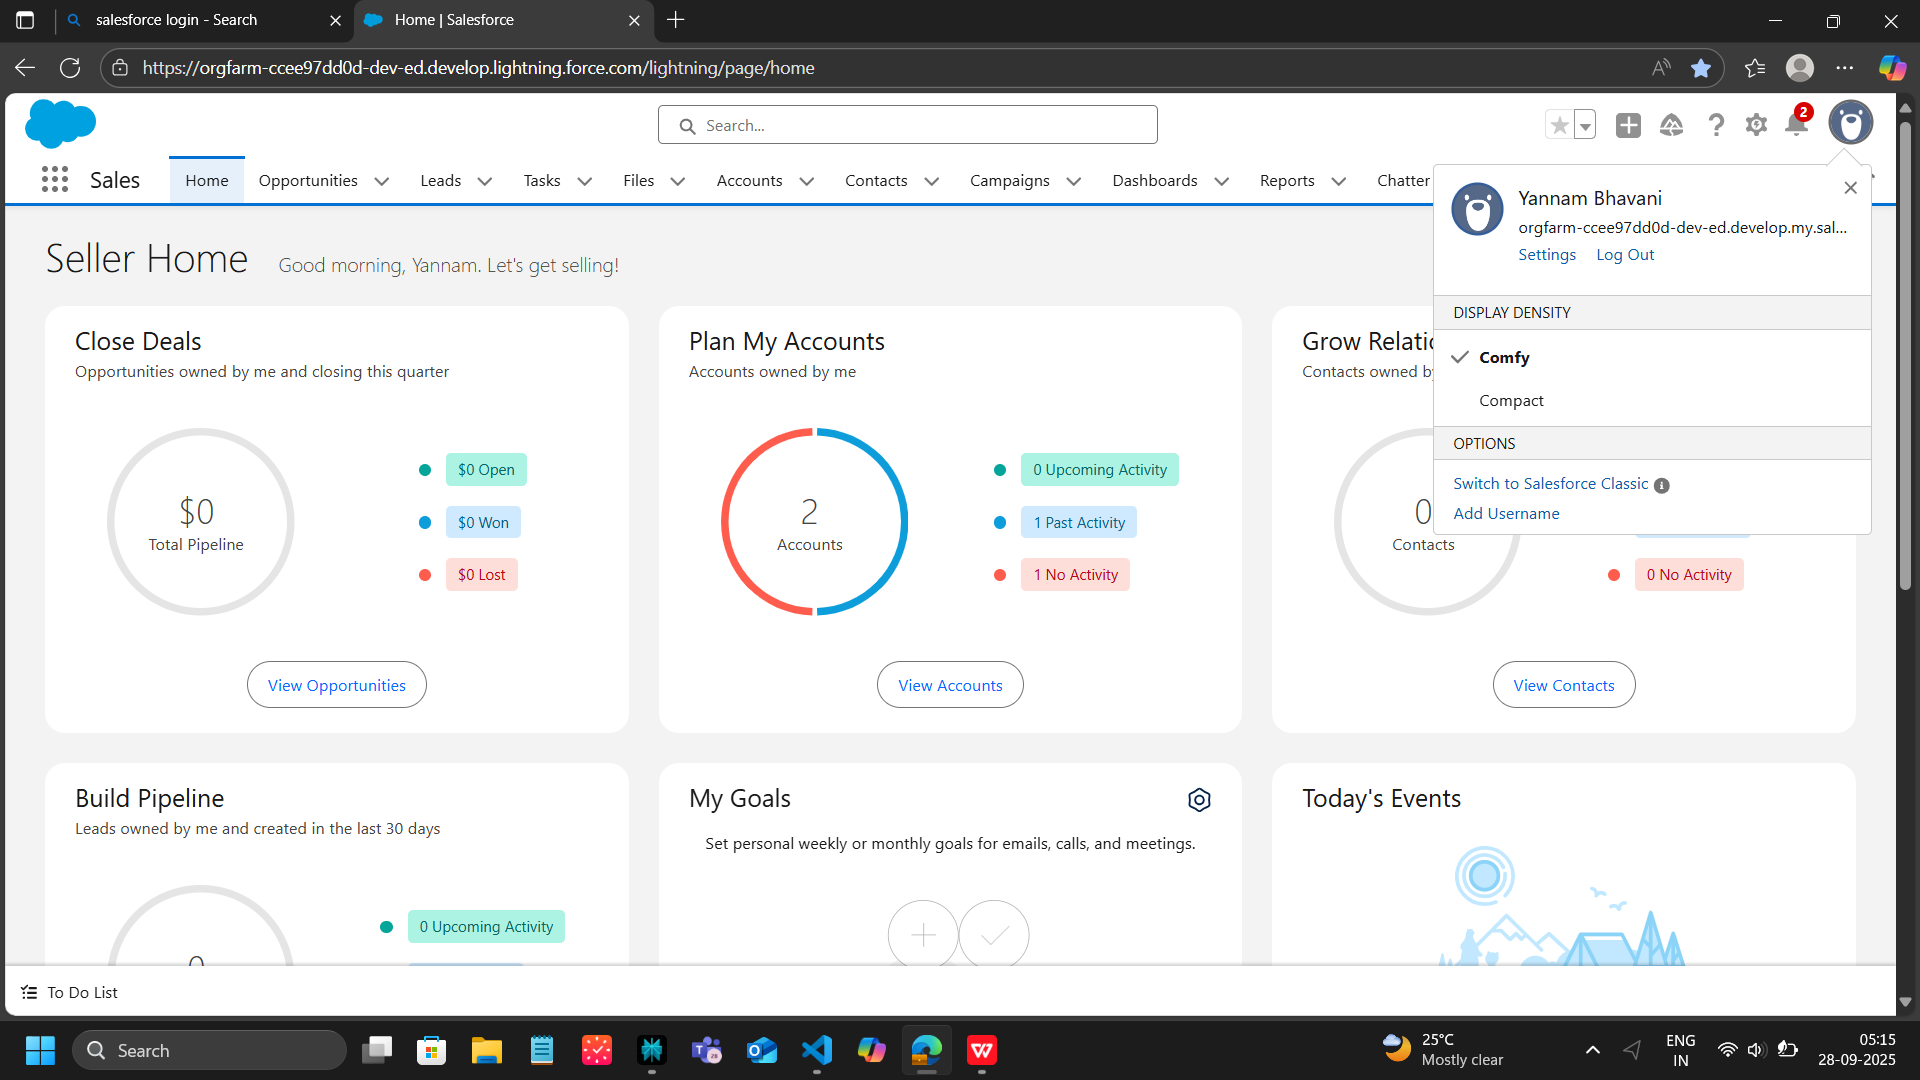 salesforce login - Search
Home | Salesforce
https://orgfarm-ccee97dd0d-dev-ed.develop.lightning.force.com/lightning/page/home
Search...
2
Sales
Home
Opportunities
Leads
Tasks
Files
Accounts
Contacts
Campaigns
Dashboards
Reports
Chatter
Yannam Bhavani
orgfarm-ccee97dd0d-dev-ed.develop.my.sal...
Settings
Log Out
DISPLAY DENSITY
Comfy
Compact
OPTIONS
Switch to Salesforce Classic
Add Username
Seller Home
Good morning, Yannam. Let's get selling!
Close Deals
Opportunities owned by me and closing this quarter
$0
Total Pipeline
$0 Open
$0 Won
$0 Lost
View Opportunities
Plan My Accounts
Accounts owned by me
2
Accounts
0 Upcoming Activity
1 Past Activity
1 No Activity
View Accounts
Grow Relatio
Contacts owned by
0
Contacts
0 No Activity
View Contacts
Build Pipeline
Leads owned by me and created in the last 30 days
0 Upcoming Activity
My Goals
Set personal weekly or monthly goals for emails, calls, and meetings.
Today's Events
To Do List
Search
25°C
Mostly clear
ENG
IN
05:15
28-09-2025